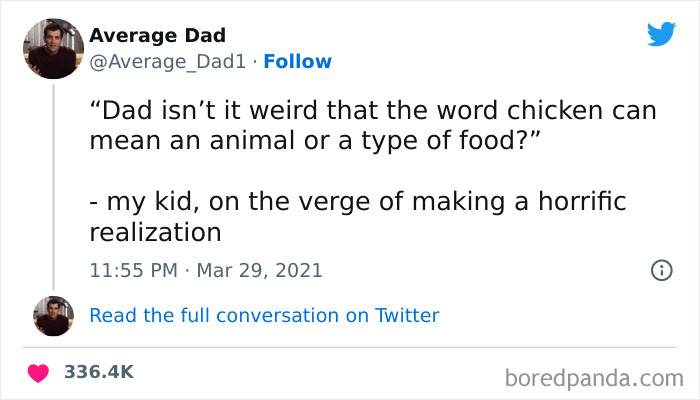 Average Dad
@Average_Dad1 · Follow
“Dad isn’t it weird that the word chicken can
mean an animal or a type of food?”
- my kid, on the verge of making a horrific
realization
11:55 PM · Mar 29, 2021
Read the full conversation on Twitter
336.4K
boredpanda.com